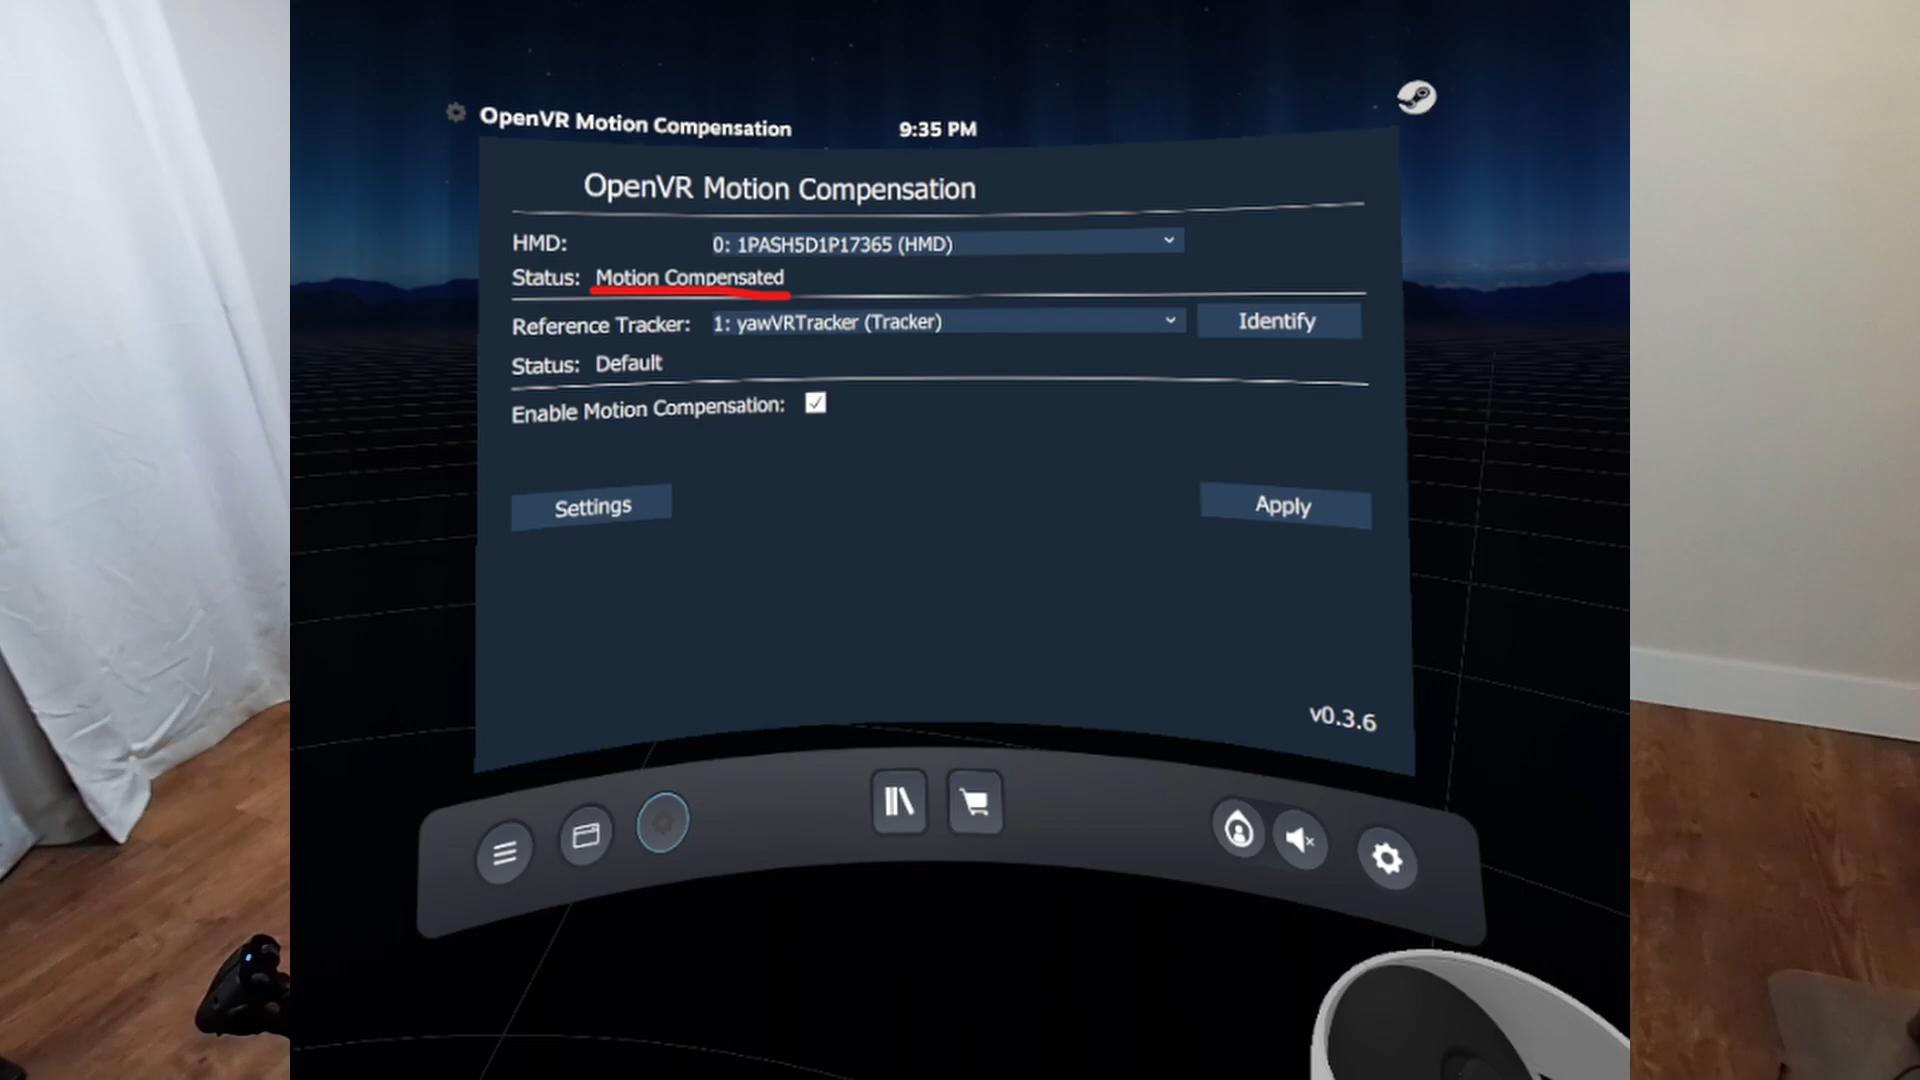 OpenVR Motion Compensation
9:35 PM
OpenVR Motion Compensation
HMD: 0: 1PASH5D1P17365 (HMD)
Status: Motion Compensated
Reference Tracker: 1: yawVRTracker (Tracker) Identify
Status: Default
Enable Motion Compensation:
Settings Apply
v0.3.6